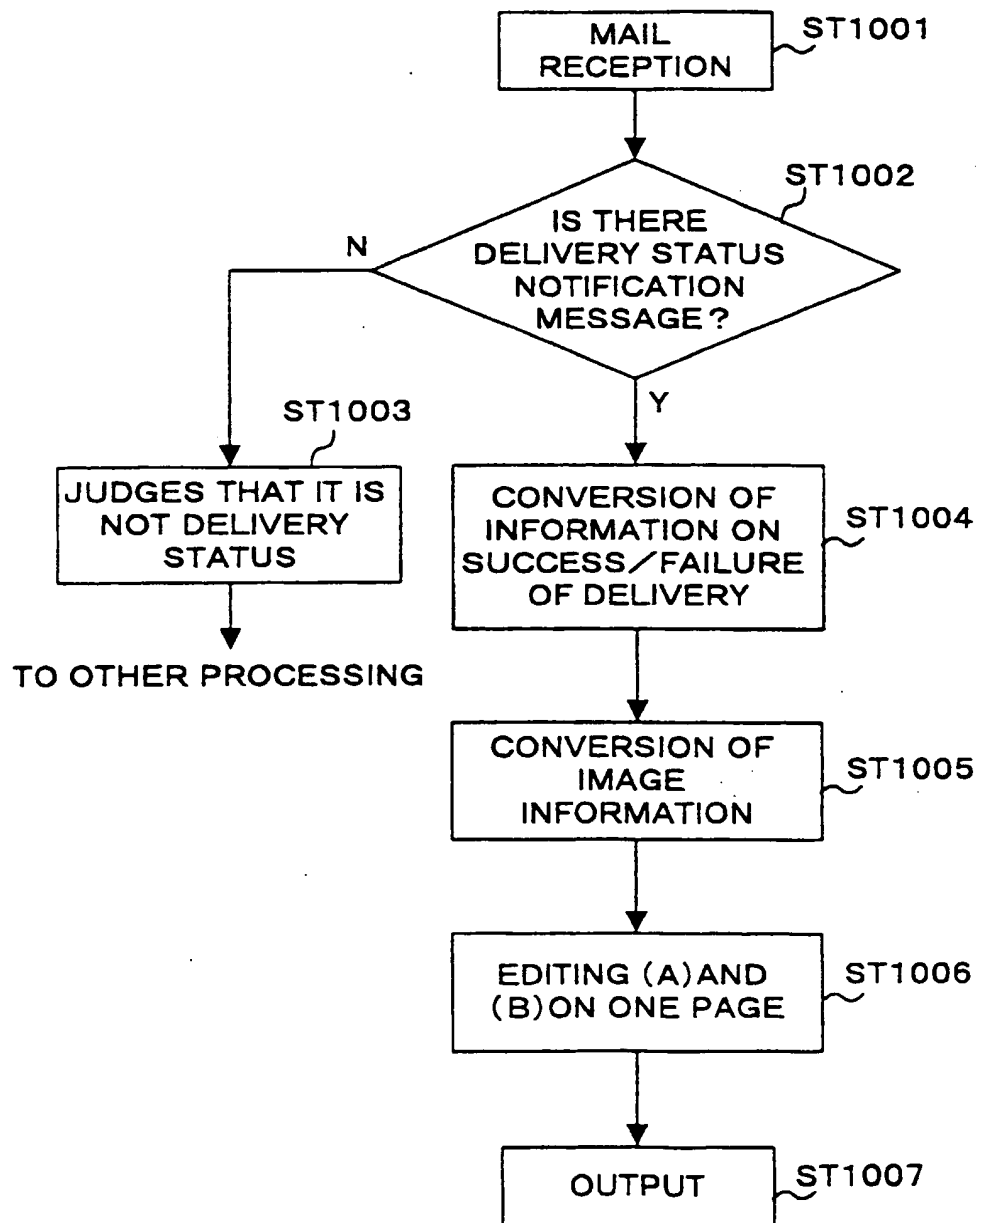 MAIL
RECEPTION
ST1001
ST1002
IS THERE
DELIVERY STATUS
NOTIFICATION
MESSAGE?
N
Y
ST1003
JUDGES THAT IT IS
NOT DELIVERY
STATUS
TO OTHER PROCESSING
CONVERSION OF
INFORMATION ON
SUCCESS/FAILURE
OF DELIVERY
ST1004
CONVERSION OF
IMAGE
INFORMATION
ST1005
EDITING (A)AND
(B)ON ONE PAGE
ST1006
OUTPUT
ST1007